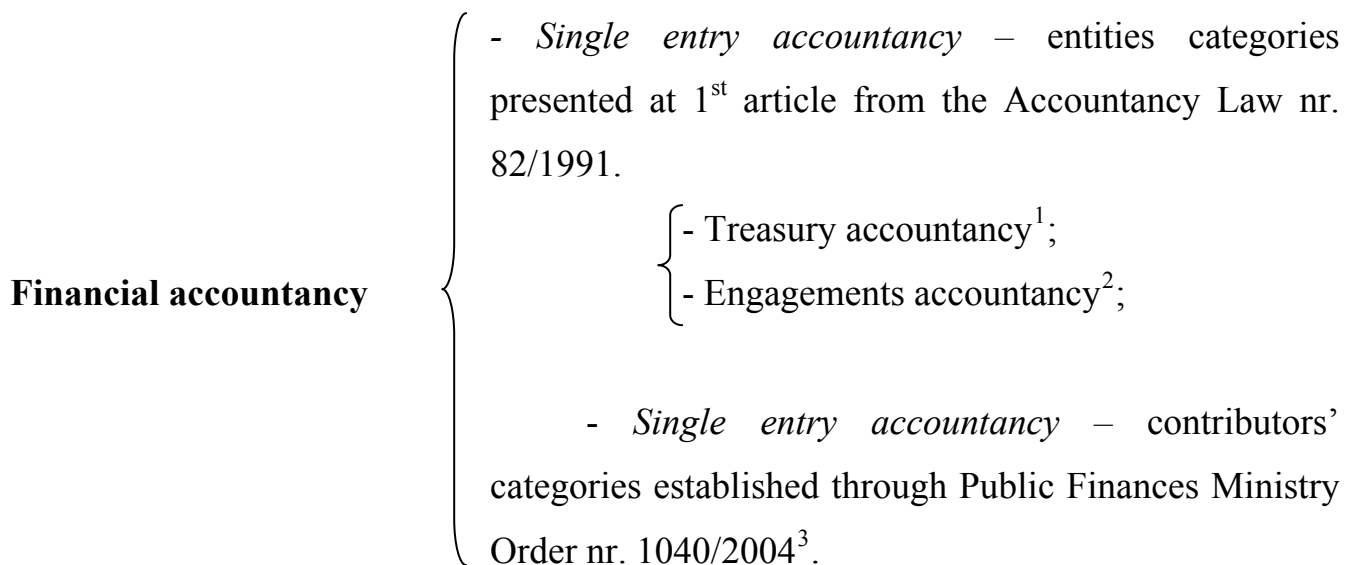 - Single entry accountancy – entities categories
presented at 1st article from the Accountancy Law nr.
82/1991.
- Treasury accountancy1;
Financial accountancy
- Engagements accountancy2;
- Single entry accountancy – contributors’
categories established through Public Finances Ministry
Order nr. 1040/20043.